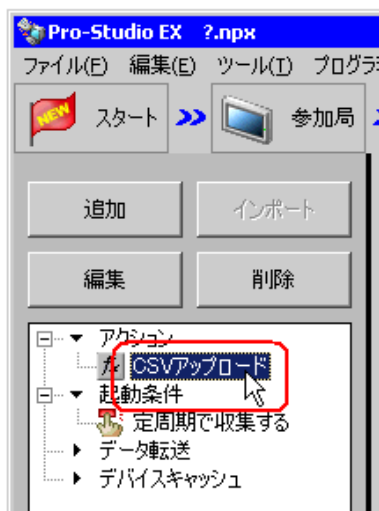 Pro-Studio EX ?.npx
ファイル(F) 編集(E) ツール(T) プログラ
NEW スタート 参加局
追加 インポート
編集 削除
アクション
fx CSVアップロード
起動条件
定周期で収集する
データ転送
デバイスキャッシュ